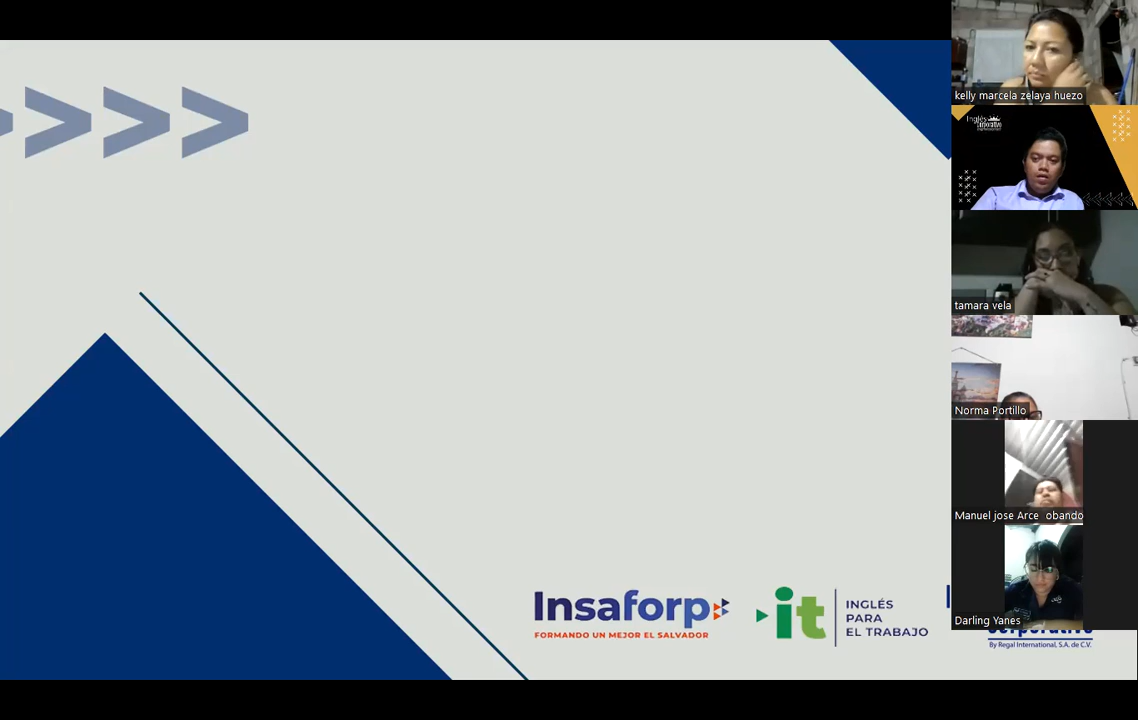 kelly marcela zelaya huezo
Inglés
tamara vela
Norma Portillo
Manuel jose Arce obando
Darling Yanes
Insaforp
FORMANDO UN MEJOR EL SALVADOR
it
INGLÉS
PARA
EL TRABAJO
By Regal International, S.A. de C.V.